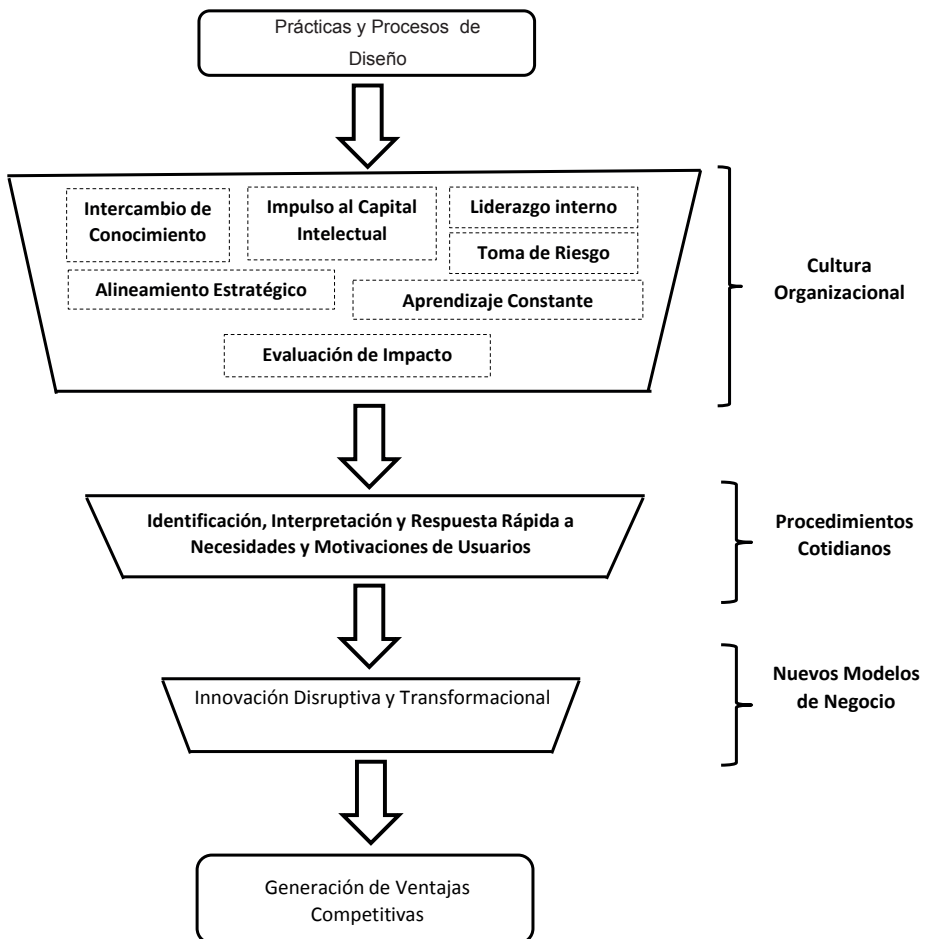 Prácticas y Procesos de
Diseño
Intercambio de
Conocimiento
Impulso al Capital
Intelectual
Liderazgo interno
Toma de Riesgo
Alineamiento Estratégico
Aprendizaje Constante
Evaluación de Impacto
Cultura
Organizacional
Identificación, Interpretación y Respuesta Rápida a
Necesidades y Motivaciones de Usuarios
Procedimientos
Cotidianos
Innovación Disruptiva y Transformacional
Nuevos Modelos
de Negocio
Generación de Ventajas
Competitivas